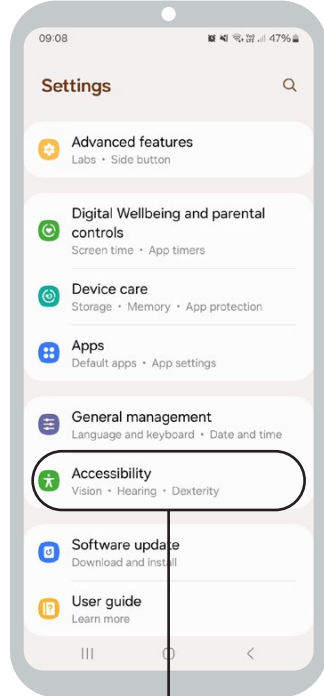 09:08 47%
Settings
Advanced features
Labs • Side button
Digital Wellbeing and parental
controls
Screen time • App timers
Device care
Storage • Memory • App protection
Apps
Default apps • App settings
General management
Language and keyboard • Date and time
Accessibility
Vision • Hearing • Dexterity
Software update
Download and install
User guide
Learn more